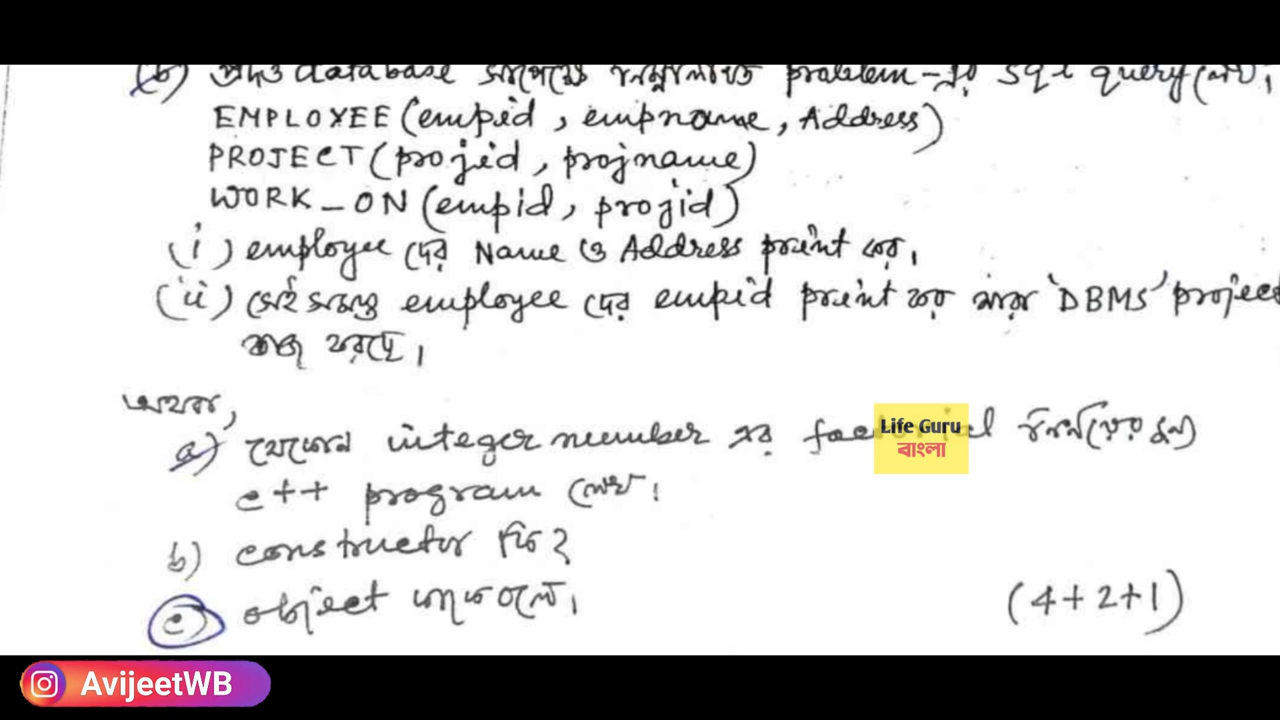 (b) প্রদত্ত database সাপেক্ষে নিম্নলিখিত problem-এর sql query লেখ।
EMPLOYEE (empid, empname, Address)
PROJECT (projid, projname)
WORK_ON (empid, projid)
(i) employee দের Name ও Address print কর।
(ii) সেই সমস্ত employee দের empid print কর যারা 'DBMS' project
কাজ করছে।
অথবা,
a) যেকোন integer number এর factorial নির্ণয়ের জন্য
c++ program লেখ।
b) constructor কি?
c) object কাকে বলে।
(4+2+1)
Life Guru
বাংলা
AvijeetWB